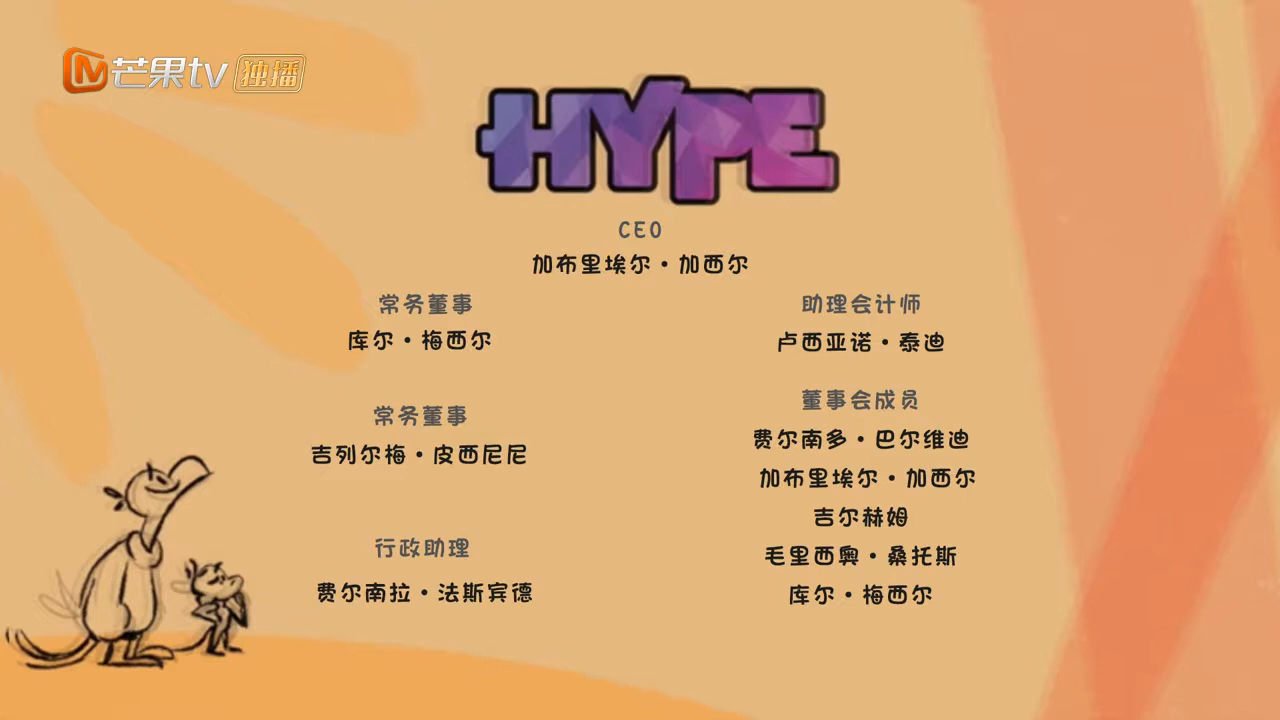 芒果tv 独播
HYPE
CEO
加布里埃尔·加西尔
常务董事
库尔·梅西尔
常务董事
吉列尔梅·皮西尼尼
行政助理
费尔南拉·法斯宾德
助理会计师
卢西亚诺·泰迪
董事会成员
费尔南多·巴尔维迪
加布里埃尔·加西尔
吉尔赫姆
毛里西奥·桑托斯
库尔·梅西尔